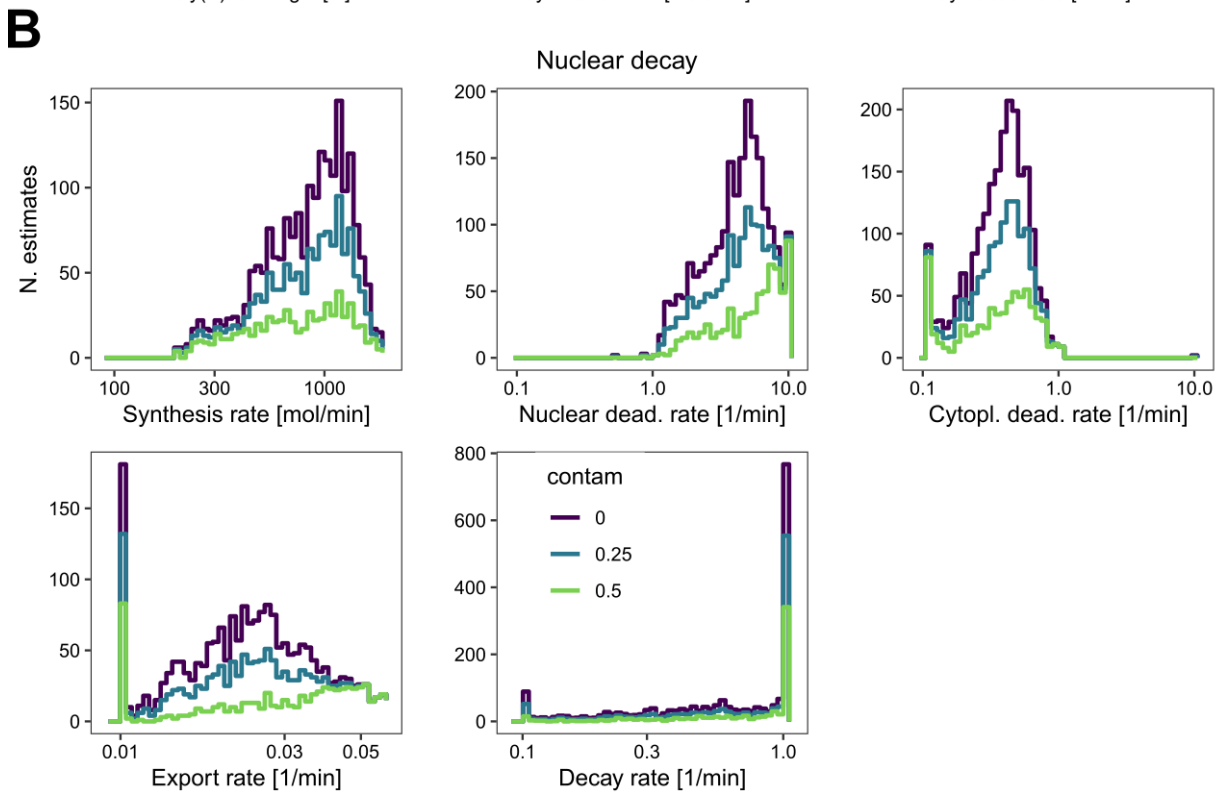 B
Nuclear decay
N. estimates
150
100
50
0
100 300 1000
Synthesis rate [mol/min]
200
150
100
50
0
0.1 1.0 10.0
Nuclear dead. rate [1/min]
200
150
100
50
0
0.1 1.0 10.0
Cytopl. dead. rate [1/min]
150
100
50
0
0.01 0.03 0.05
Export rate [1/min]
800
600
400
200
0
contam
0
0.25
0.5
0.1 0.3 1.0
Decay rate [1/min]